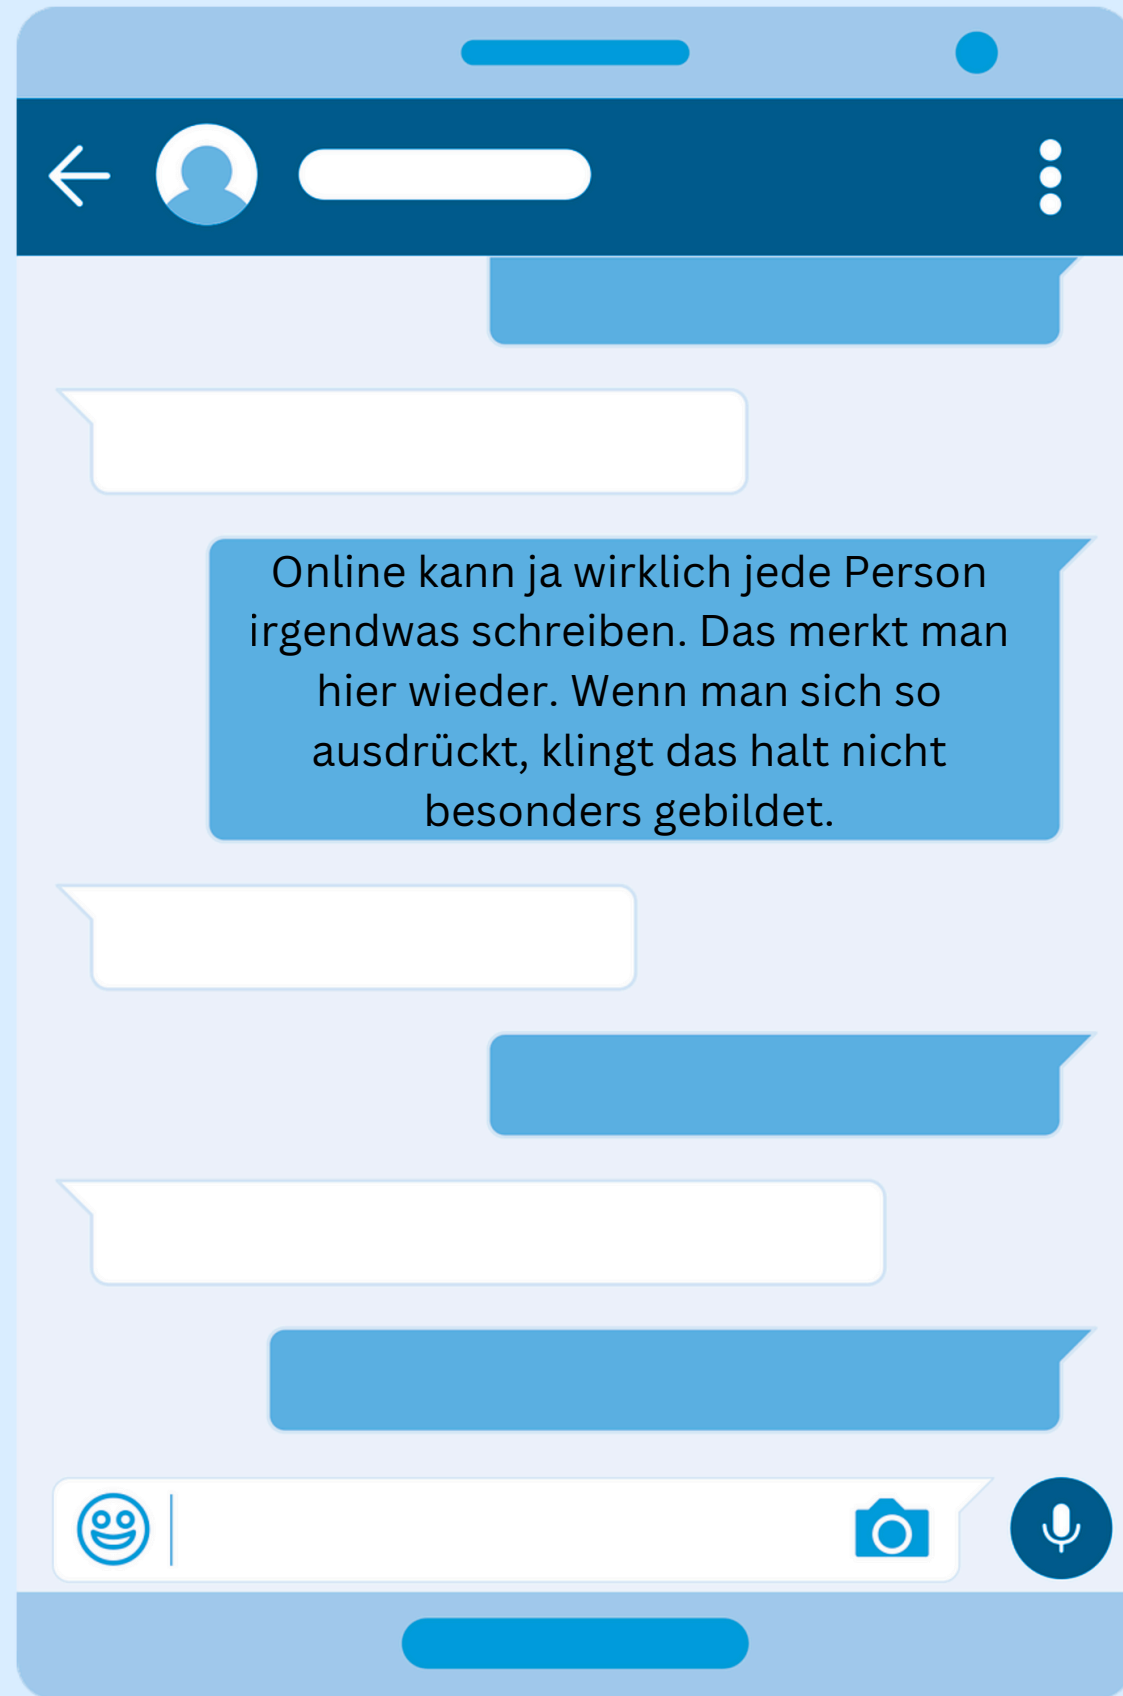 Online kann ja wirklich jede Person
irgendwas schreiben. Das merkt man
hier wieder. Wenn man sich so
ausdrückt, klingt das halt nicht
besonders gebildet.